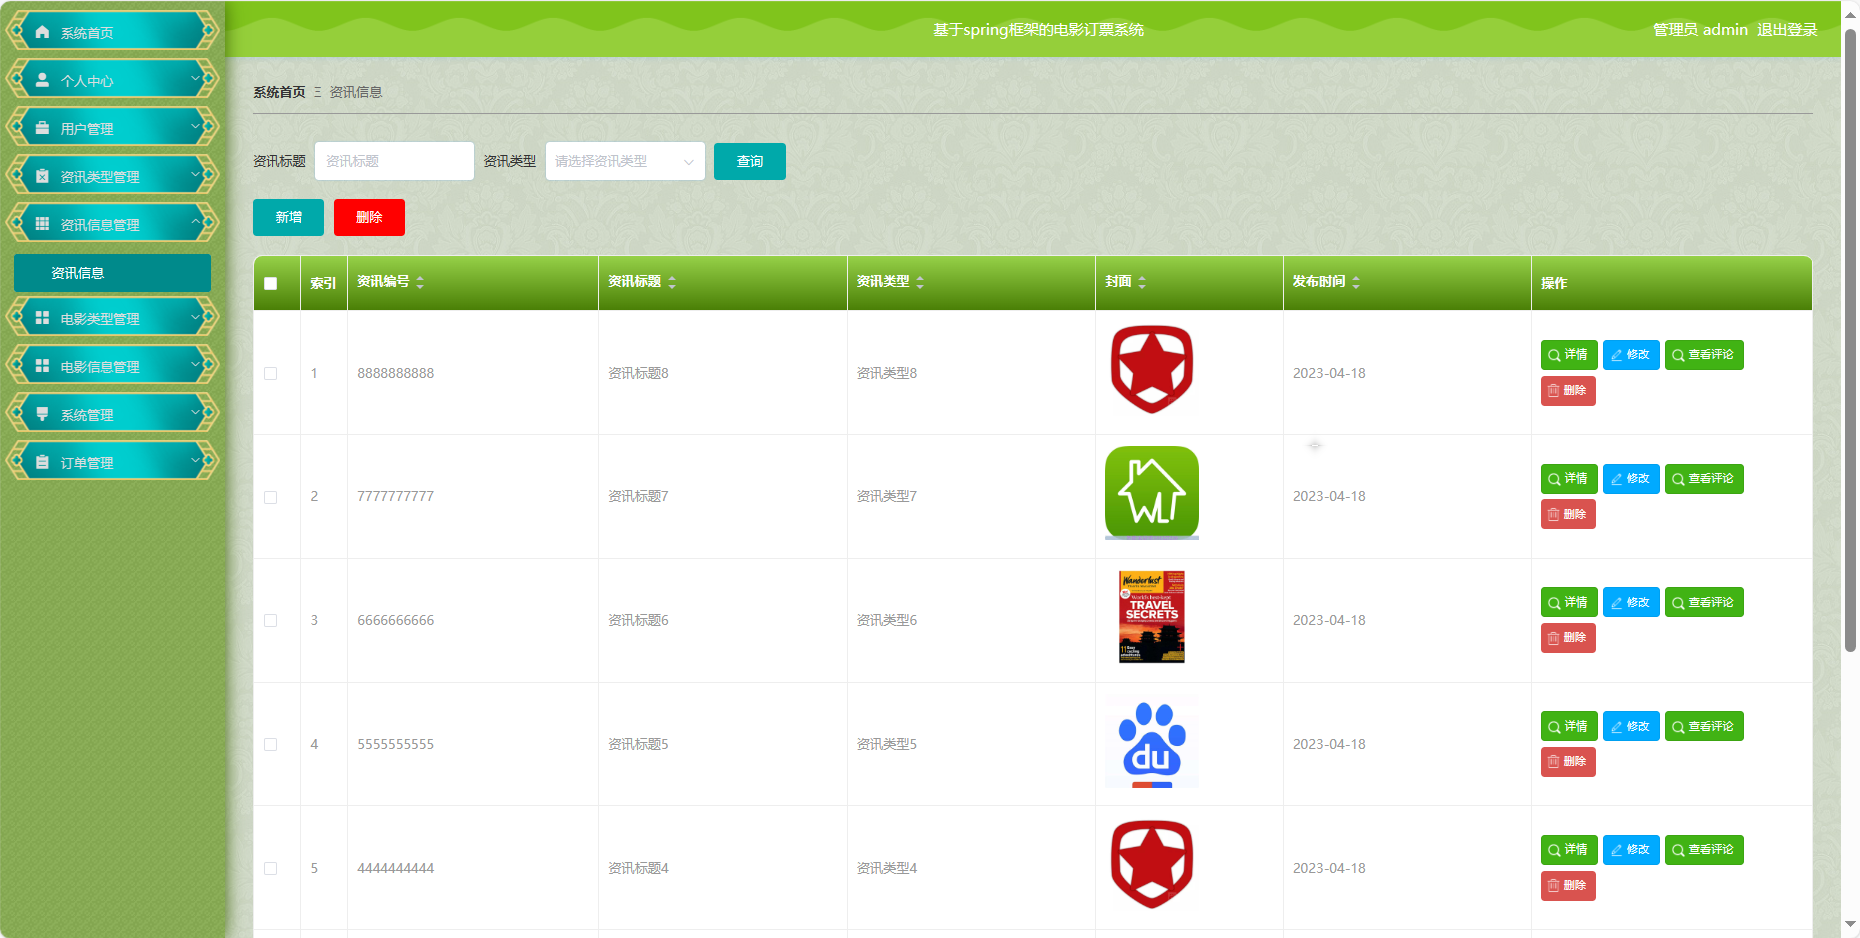 基于spring框架的电影订票系统
管理员 admin 退出登录
系统首页
个人中心
用户管理
资讯类型管理
资讯信息管理
资讯信息
电影类型管理
电影信息管理
系统管理
订单管理
系统首页 Ξ 资讯信息
资讯标题 资讯标题 资讯类型 请选择资讯类型 查询
新增 删除
索引 资讯编号 资讯标题 资讯类型 封面 发布时间 操作
1 8888888888 资讯标题8 资讯类型8 2023-04-18 详情 修改 查看评论
删除
2 7777777777 资讯标题7 资讯类型7 WLI 2023-04-18 详情 修改 查看评论
删除
3 6666666666 资讯标题6 资讯类型6 2023-04-18 详情 修改 查看评论
删除
Wanderlust
TRAVEL
SECRETS
4 5555555555 资讯标题5 资讯类型5 du 2023-04-18 详情 修改 查看评论
删除
5 4444444444 资讯标题4 资讯类型4 2023-04-18 详情 修改 查看评论
删除